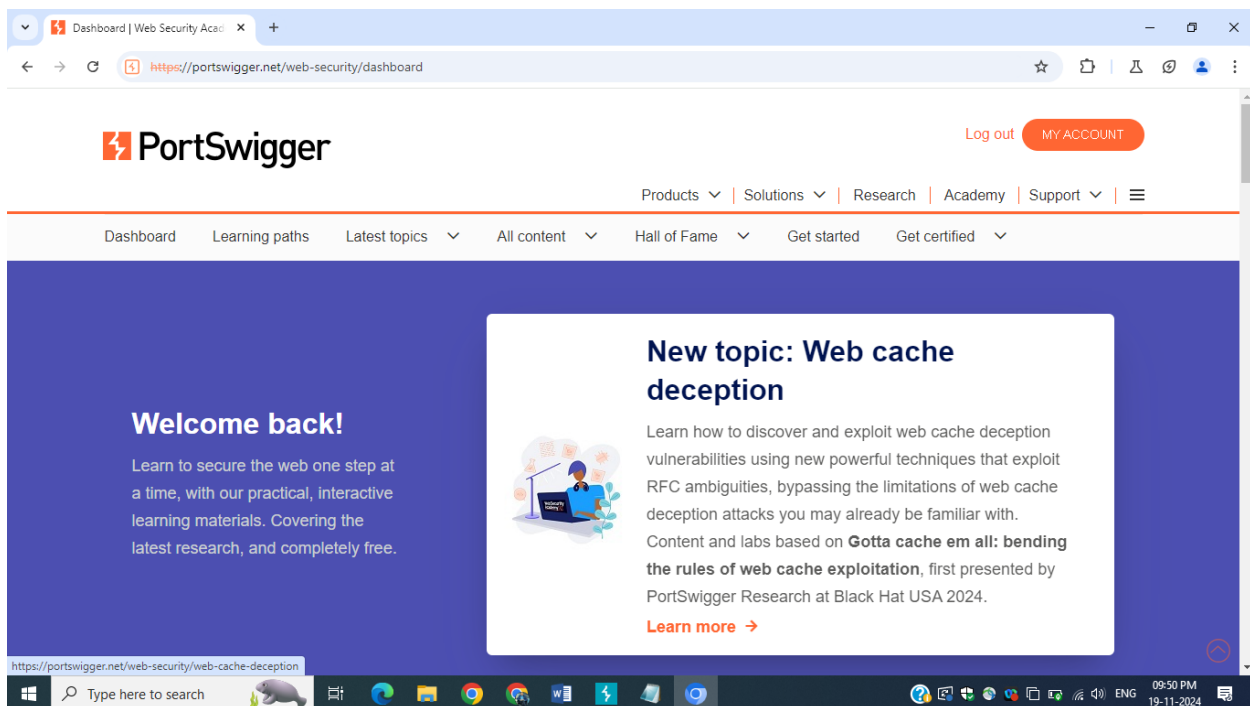 Dashboard | Web Security Acad
https://portswigger.net/web-security/dashboard
PortSwigger
Log out
MY ACCOUNT
Products
Solutions
Research
Academy
Support
Dashboard
Learning paths
Latest topics
All content
Hall of Fame
Get started
Get certified
Welcome back!
Learn to secure the web one step at
a time, with our practical, interactive
learning materials. Covering the
latest research, and completely free.
New topic: Web cache
deception
Learn how to discover and exploit web cache deception
vulnerabilities using new powerful techniques that exploit
RFC ambiguities, bypassing the limitations of web cache
deception attacks you may already be familiar with.
Content and labs based on Gotta cache em all: bending
the rules of web cache exploitation, first presented by
PortSwigger Research at Black Hat USA 2024.
Learn more →
https://portswigger.net/web-security/web-cache-deception
Type here to search
ENG
09:50 PM
19-11-2024